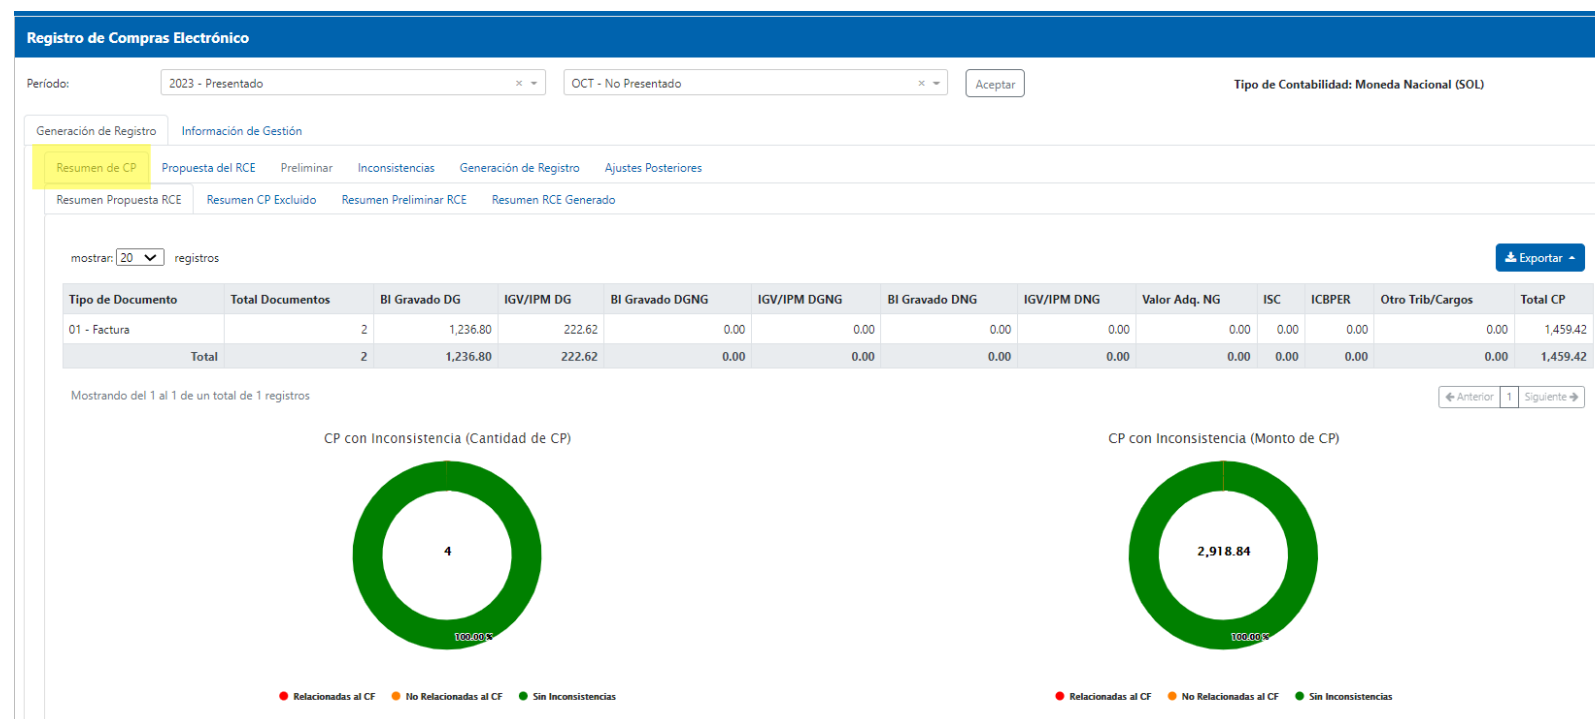 Registro de Compras Electrónico
Período: 2023 - Presentado × OCT - No Presentado × Aceptar Tipo de Contabilidad: Moneda Nacional (SOL)
Generación de Registro Información de Gestión
Resumen de CP Propuesta del RCE Preliminar Inconsistencias Generación de Registro Ajustes Posteriores
Resumen Propuesta RCE Resumen CP Excluido Resumen Preliminar RCE Resumen RCE Generado
mostrar: 20 registros Exportar
Tipo de Documento Total Documentos BI Gravado DG IGV/IPM DG BI Gravado DGNG IGV/IPM DGNG BI Gravado DNG IGV/IPM DNG Valor Adq. NG ISC ICBPER Otro Trib/Cargos Total CP
01 - Factura 2 1,236.80 222.62 0.00 0.00 0.00 0.00 0.00 0.00 0.00 0.00 1,459.42
Total 2 1,236.80 222.62 0.00 0.00 0.00 0.00 0.00 0.00 0.00 0.00 1,459.42
Mostrando del 1 al 1 de un total de 1 registros Anterior 1 Siguiente
CP con Inconsistencia (Cantidad de CP) CP con Inconsistencia (Monto de CP)
4 2,918.84
100.00 % 100.00 %
Relacionadas al CF No Relacionadas al CF Sin Inconsistencias Relacionadas al CF No Relacionadas al CF Sin Inconsistencias